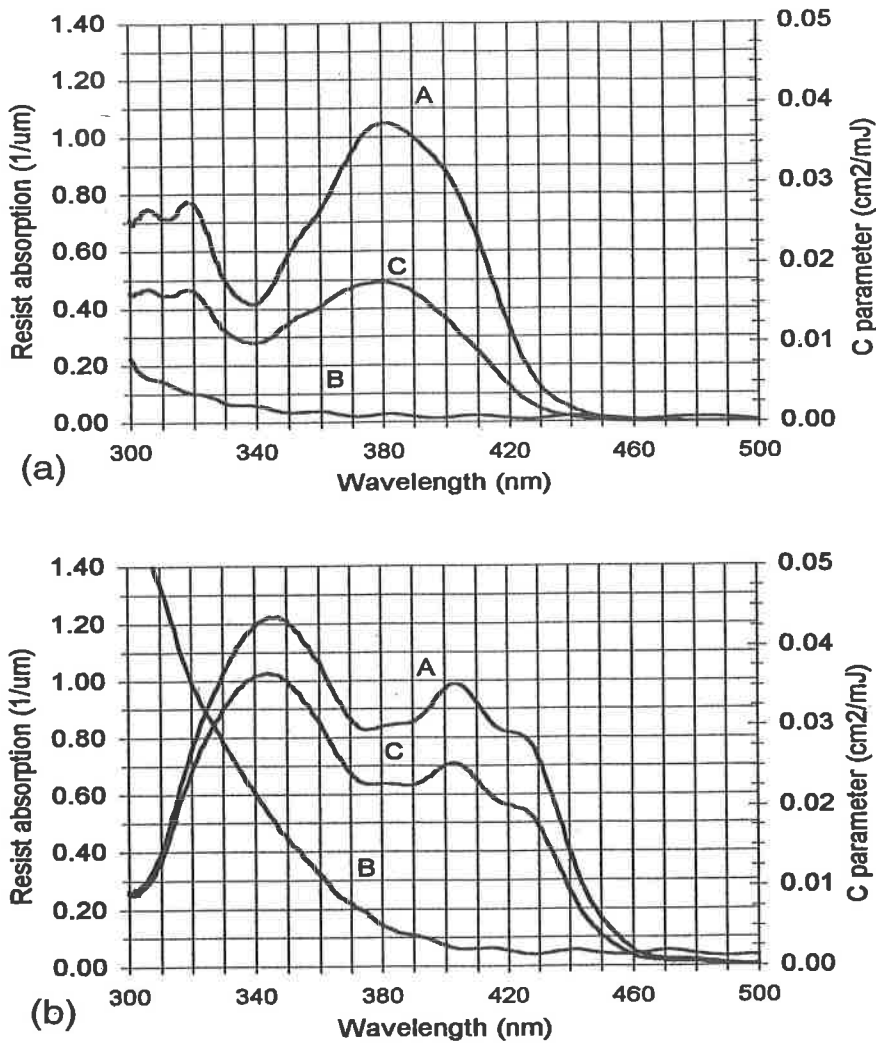 Resist absorption (1/um)
1.40
1.20
1.00
0.80
0.60
0.40
0.20
0.00
A
C
B
0.05
0.04
0.03
0.02
0.01
0.00
C parameter (cm2/mJ)
300 340 380 420 460 500
Wavelength (nm)
(a)
Resist absorption (1/um)
1.40
1.20
1.00
0.80
0.60
0.40
0.20
0.00
A
C
B
0.05
0.04
0.03
0.02
0.01
0.00
C parameter (cm2/mJ)
300 340 380 420 460 500
Wavelength (nm)
(b)